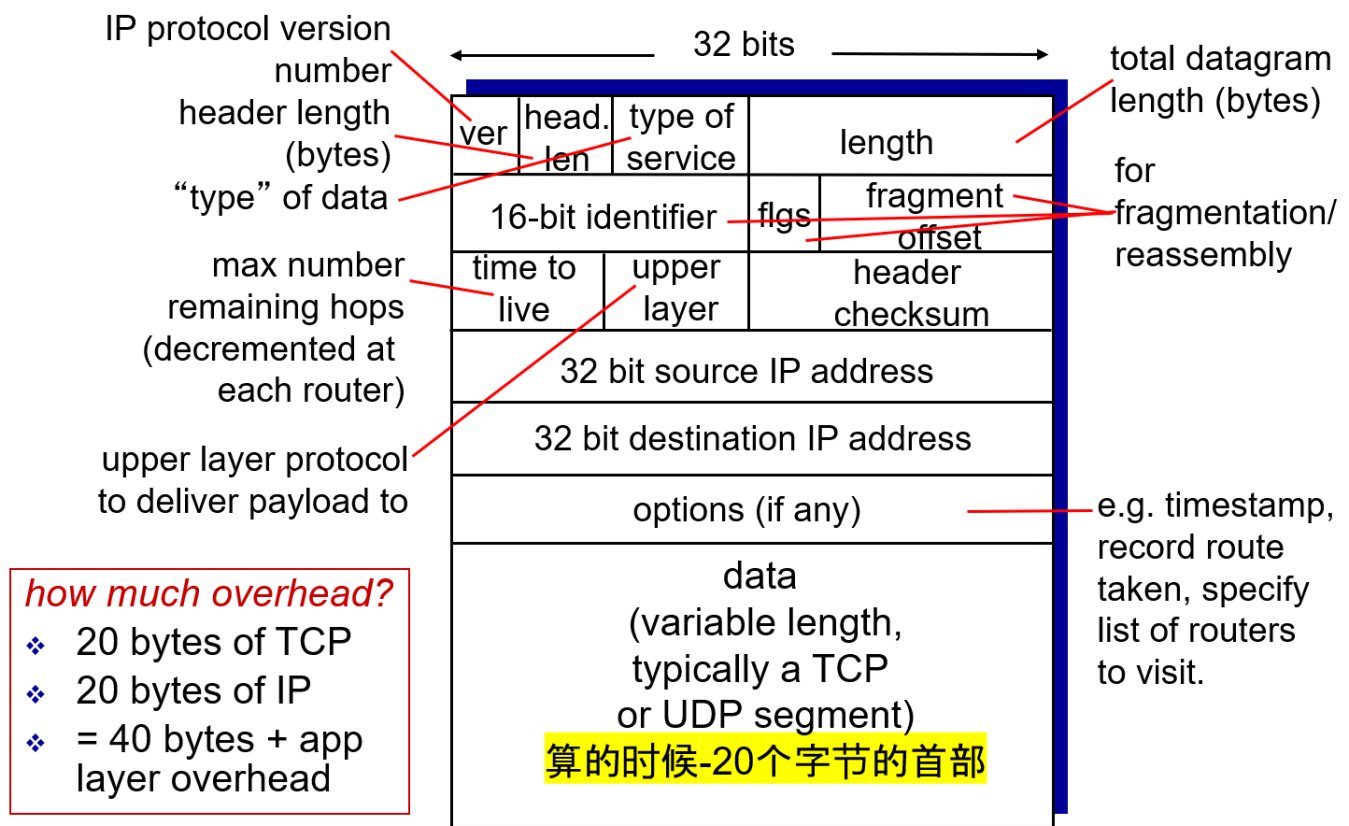 IP protocol version
number
header length
(bytes)
“type” of data
max number
remaining hops
(decremented at
each router)
upper layer protocol
to deliver payload to
how much overhead?
20 bytes of TCP
20 bytes of IP
= 40 bytes + app
layer overhead
32 bits
ver
head.
len
type of
service
length
16-bit identifier
flgs
fragment
offset
time to
live
upper
layer
header
checksum
32 bit source IP address
32 bit destination IP address
options (if any)
data
(variable length,
typically a TCP
or UDP segment)
算的时候-20个字节的首部
total datagram
length (bytes)
for
fragmentation/
reassembly
e.g. timestamp,
record route
taken, specify
list of routers
to visit.